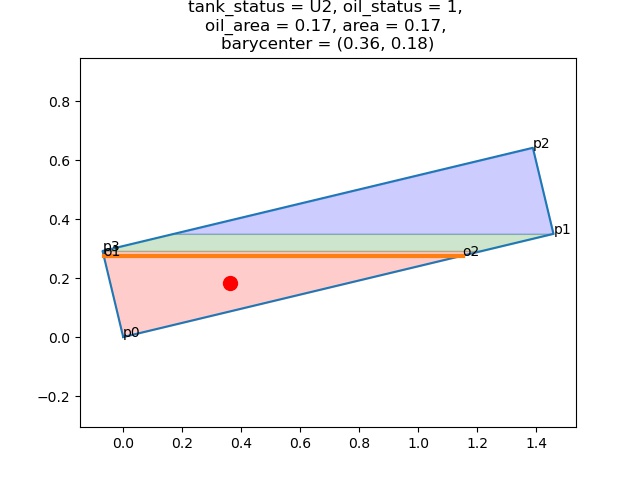 tank_status = U2, oil_status = 1,
oil_area = 0.17, area = 0.17,
barycenter = (0.36, 0.18)
0.8
0.6
0.4
0.2
0.0
−0.2
p2
p1
p3
o1
o2
p0
0.0 0.2 0.4 0.6 0.8 1.0 1.2 1.4